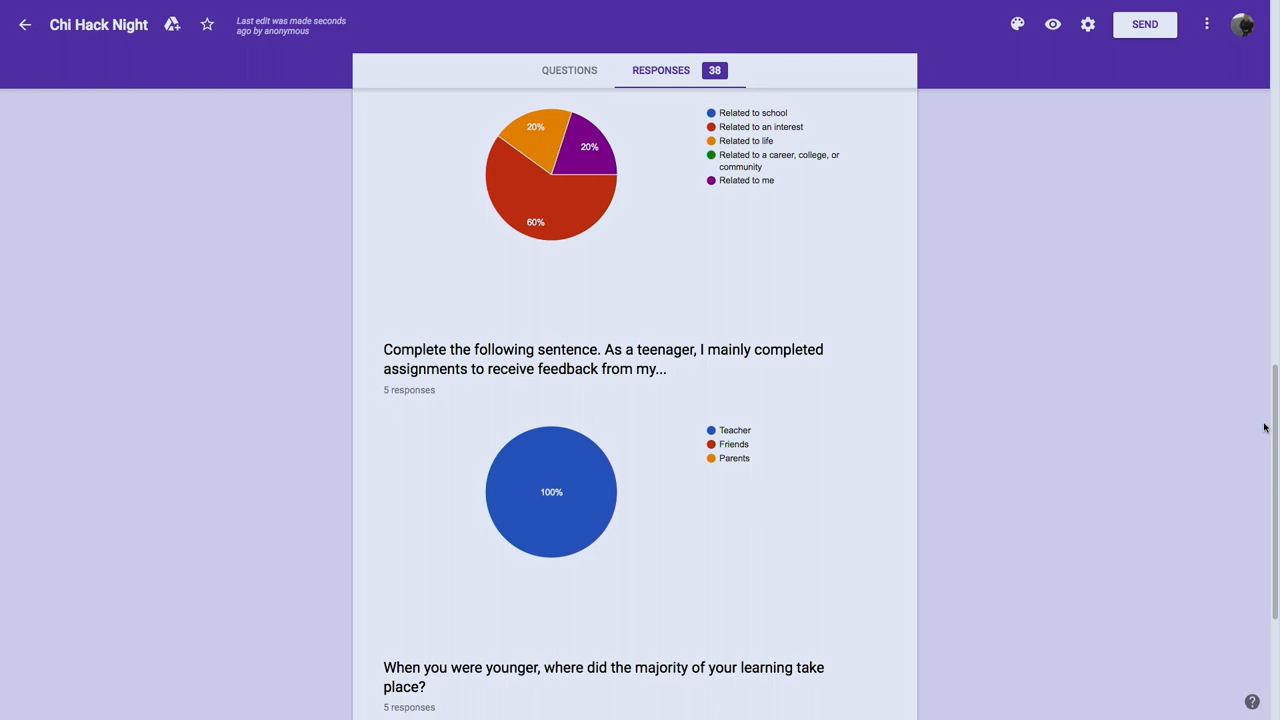 Chi Hack Night
Last edit was made seconds
ago by anonymous
SEND
QUESTIONS
RESPONSES
38
20%
20%
60%
Related to school
Related to an interest
Related to life
Related to a career, college, or
community
Related to me
Complete the following sentence. As a teenager, I mainly completed
assignments to receive feedback from my...
5 responses
100%
Teacher
Friends
Parents
When you were younger, where did the majority of your learning take
place?
5 responses
?